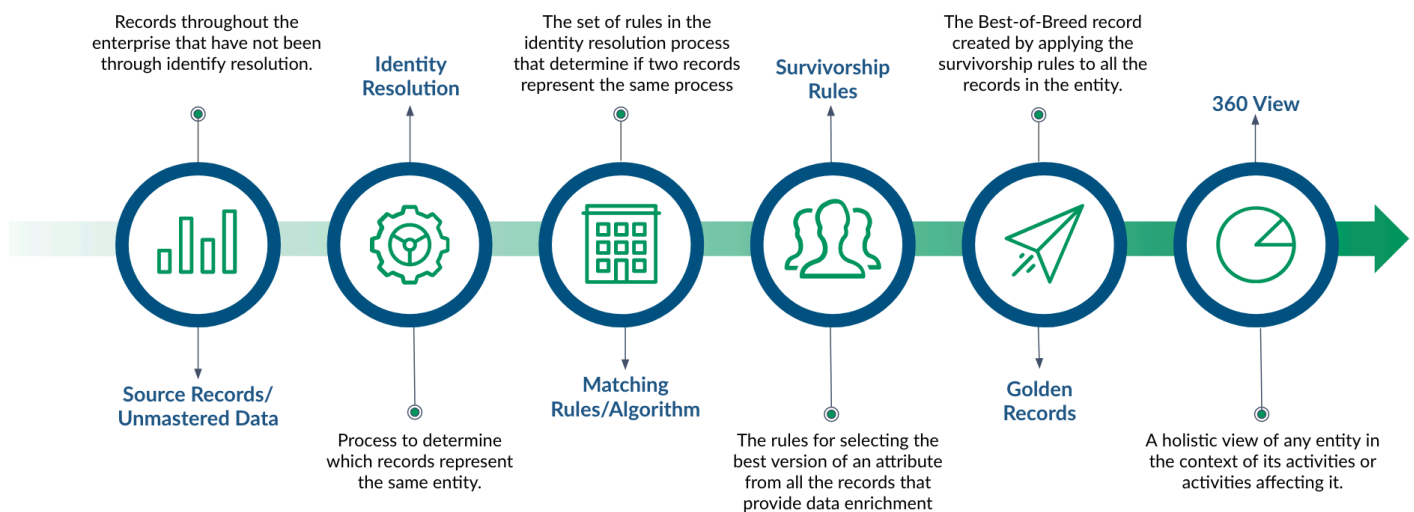 Records throughout the
enterprise that have not been
through identify resolution.
Source Records/
Unmastered Data
Identity
Resolution
Process to determine
which records represent
the same entity.
The set of rules in the
identity resolution process
that determine if two records
represent the same process
Matching
Rules/Algorithm
Survivorship
Rules
The rules for selecting the
best version of an attribute
from all the records that
provide data enrichment
The Best-of-Breed record
created by applying the
survivorship rules to all the
records in the entity.
Golden
Records
360 View
A holistic view of any entity in
the context of its activities or
activities affecting it.